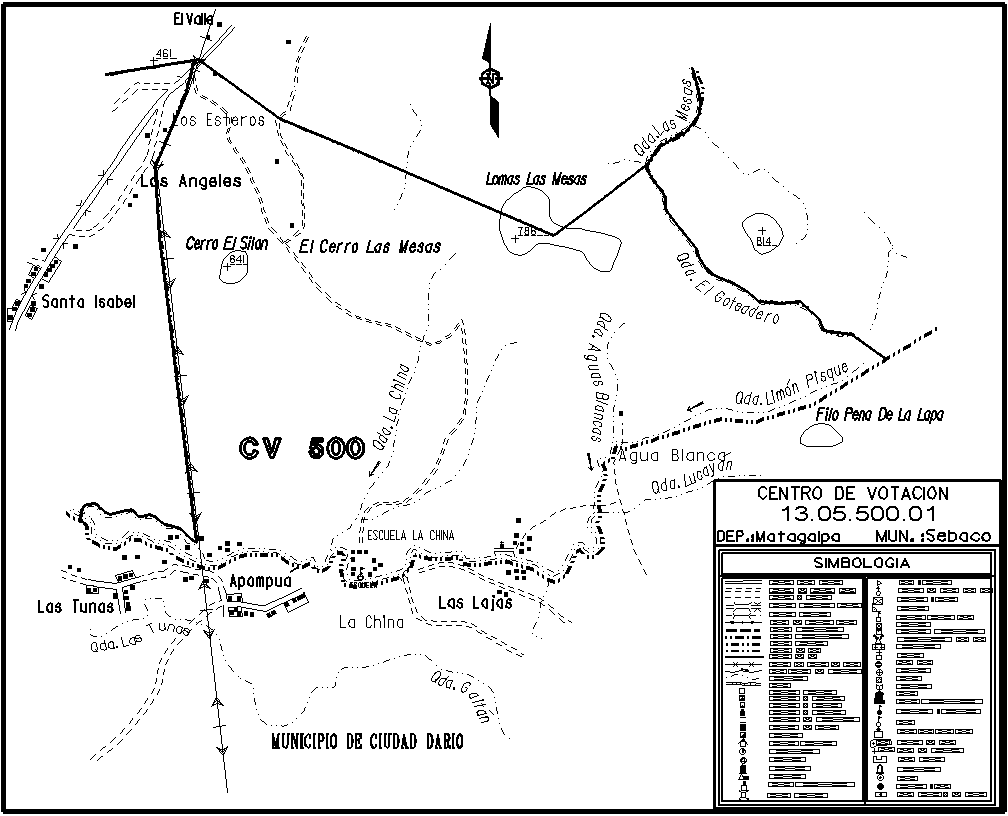 El Valle
461
Los Esteros
Qda.Las Mesas
Los Angeles
Lomas Las Mesas
786
814
Cerro El Silan
El Cerro Las Mesas
841
Qda. El Goteadero
Santa Isabel
Qda. Aguas Blancas
Qda.La China
Qda.Limón Pisque
Filo Pena De La Lapa
CV 500
Agua Blanca
Qda.Lucayan
CENTRO DE VOTACION
13.05.500.01
DEP.:Matagalpa MUN.:Sebaco
SIMBOLOGIA
ESCUELA LA CHINA
Apompua
Las Tunas
Las Lajas
La China
Qda.Las Tunas
Qda.Gaitán
MUNICIPIO DE CIUDAD DARIO